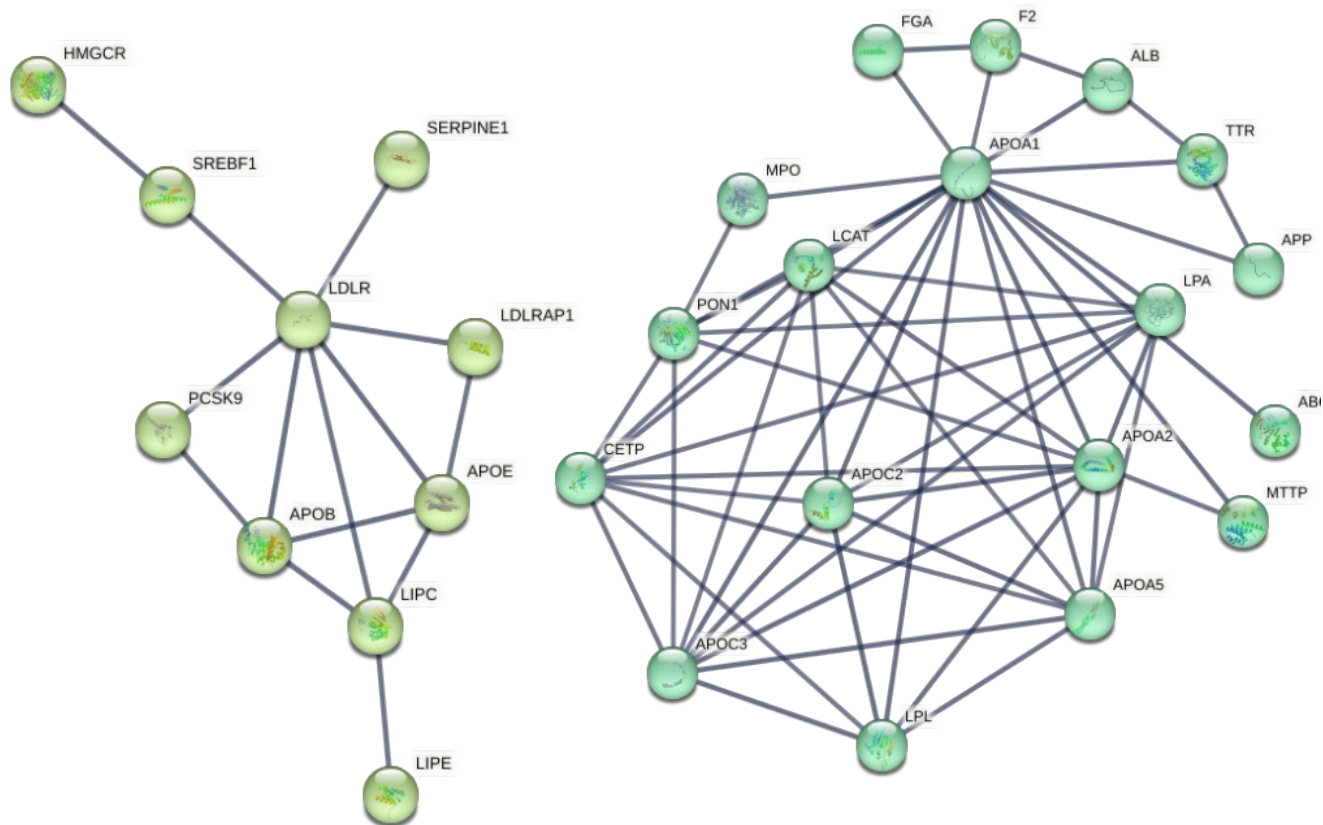 FGA
F2
HMGCR
ALB
SERPINE1
TTR
APOA1
SREBF1
MPO
LCAT
APP
LDLR
LPA
PON1
LDLRAP1
PCSK9
ABC
APOA2
CETP
APOE
APOC2
MTTP
APOB
APOA5
LIPC
APOC3
LPL
LIPE